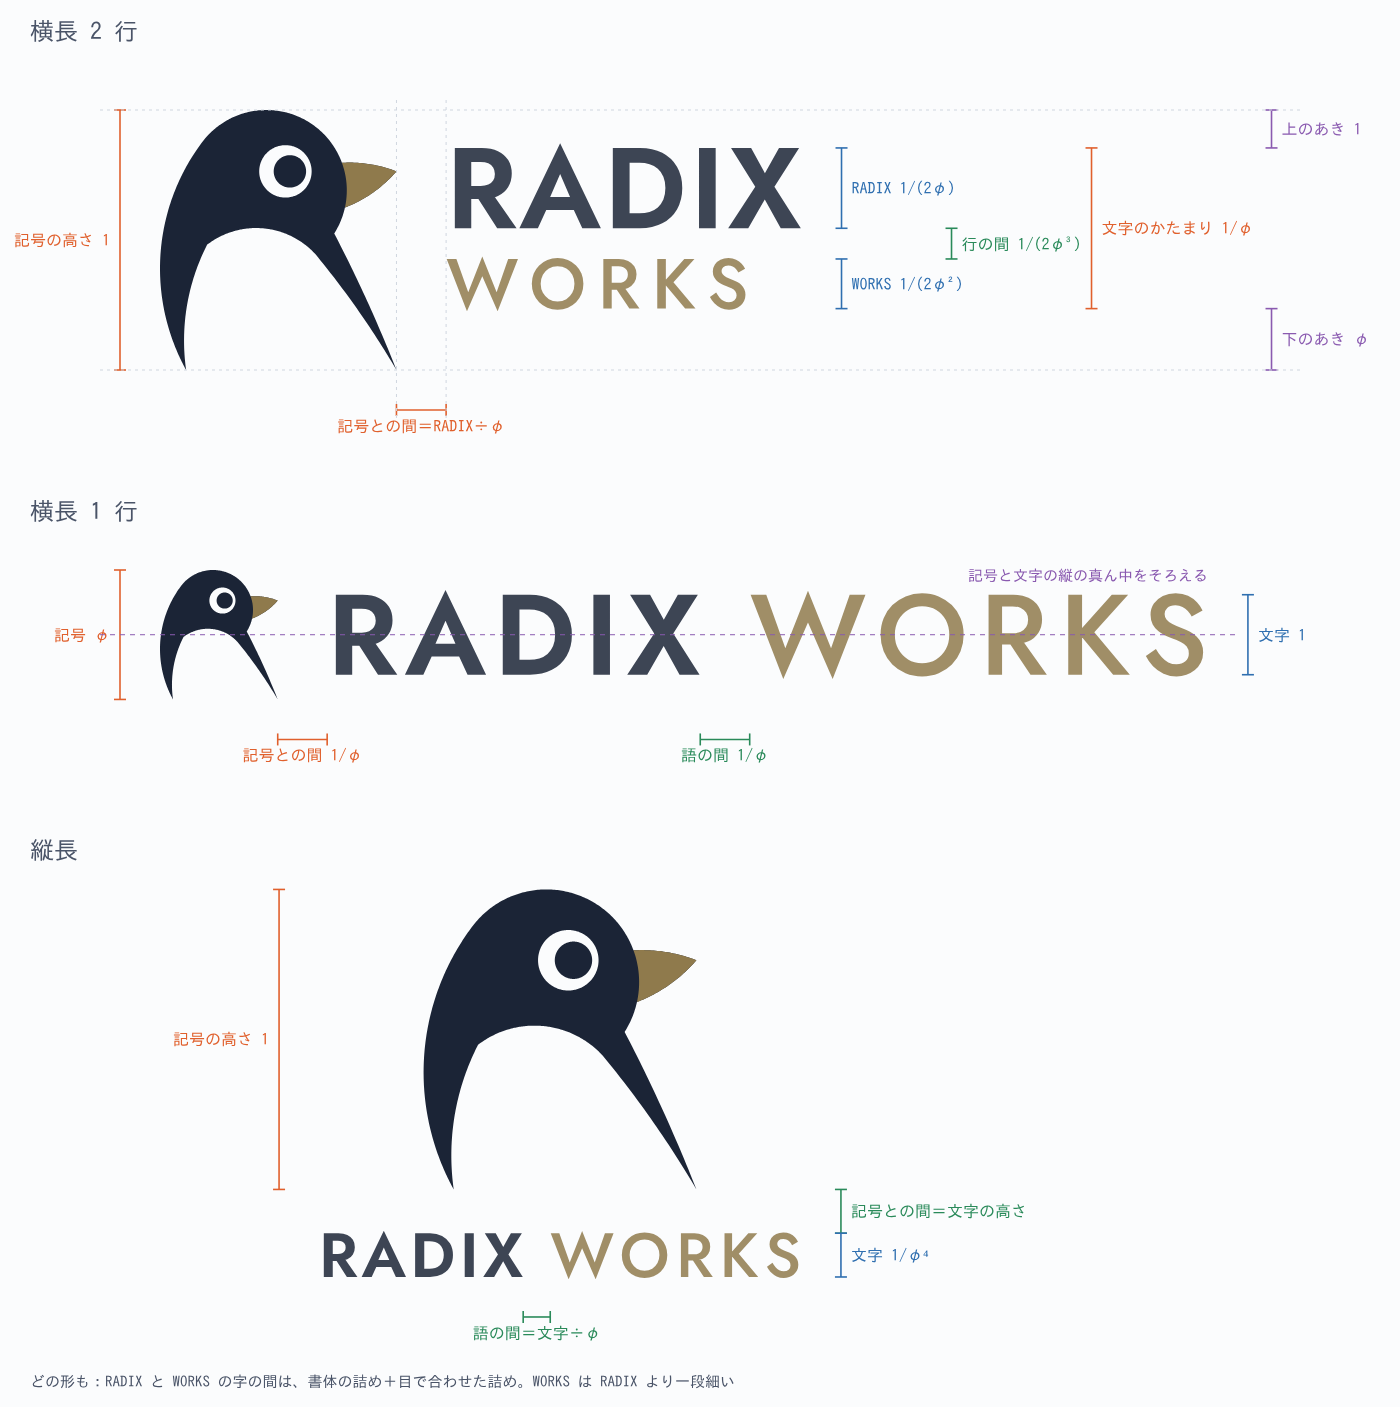 横長 2 行
上のあき 1
RADIX
RADIX 1/(2φ)
文字のかたまり 1/φ
記号の高さ 1
行の間 1/(2φ³)
WORKS
WORKS 1/(2φ²)
下のあき φ
記号との間=RADIX÷φ
横長 1 行
記号と文字の縦の真ん中をそろえる
記号 φ
RADIX WORKS
文字 1
記号との間 1/φ
語の間 1/φ
縦長
記号の高さ 1
記号との間=文字の高さ
RADIX WORKS
文字 1/φ⁴
語の間=文字÷φ
どの形も:RADIX と WORKS の字の間は、書体の詰め+目で合わせた詰め。WORKS は RADIX より一段細い